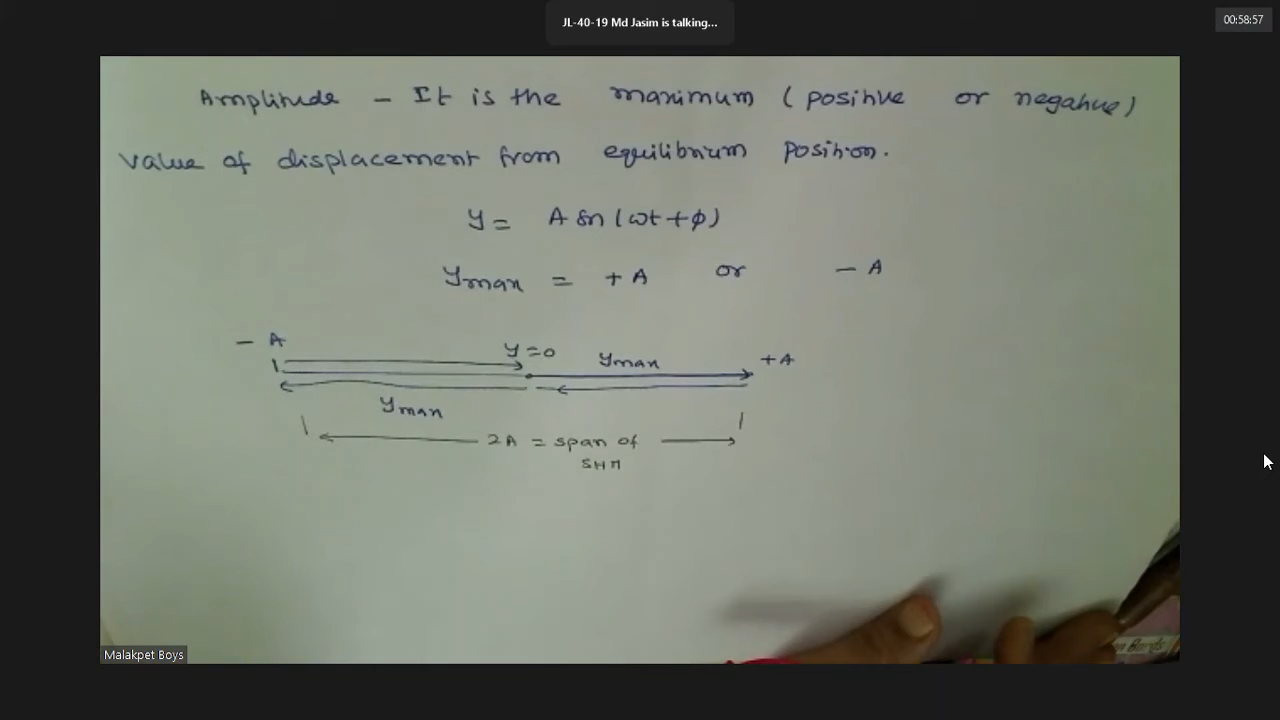 JL-40-19 Md Jasim is talking...
00:58:57
Amplitude - It is the maximum (positive or negative)
value of displacement from equilibrium position.
y = A sin (ωt + φ)
ymax = + A or - A
- A
y = 0
ymax
+A
ymax
2A = span of
SHM
Malakpet Boys